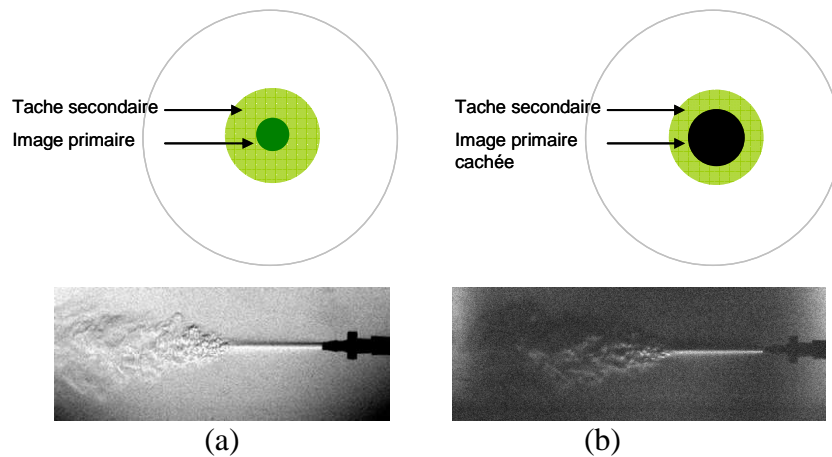 Tache secondaire
Image primaire
Tache secondaire
Image primaire
cachée
(a)
(b)